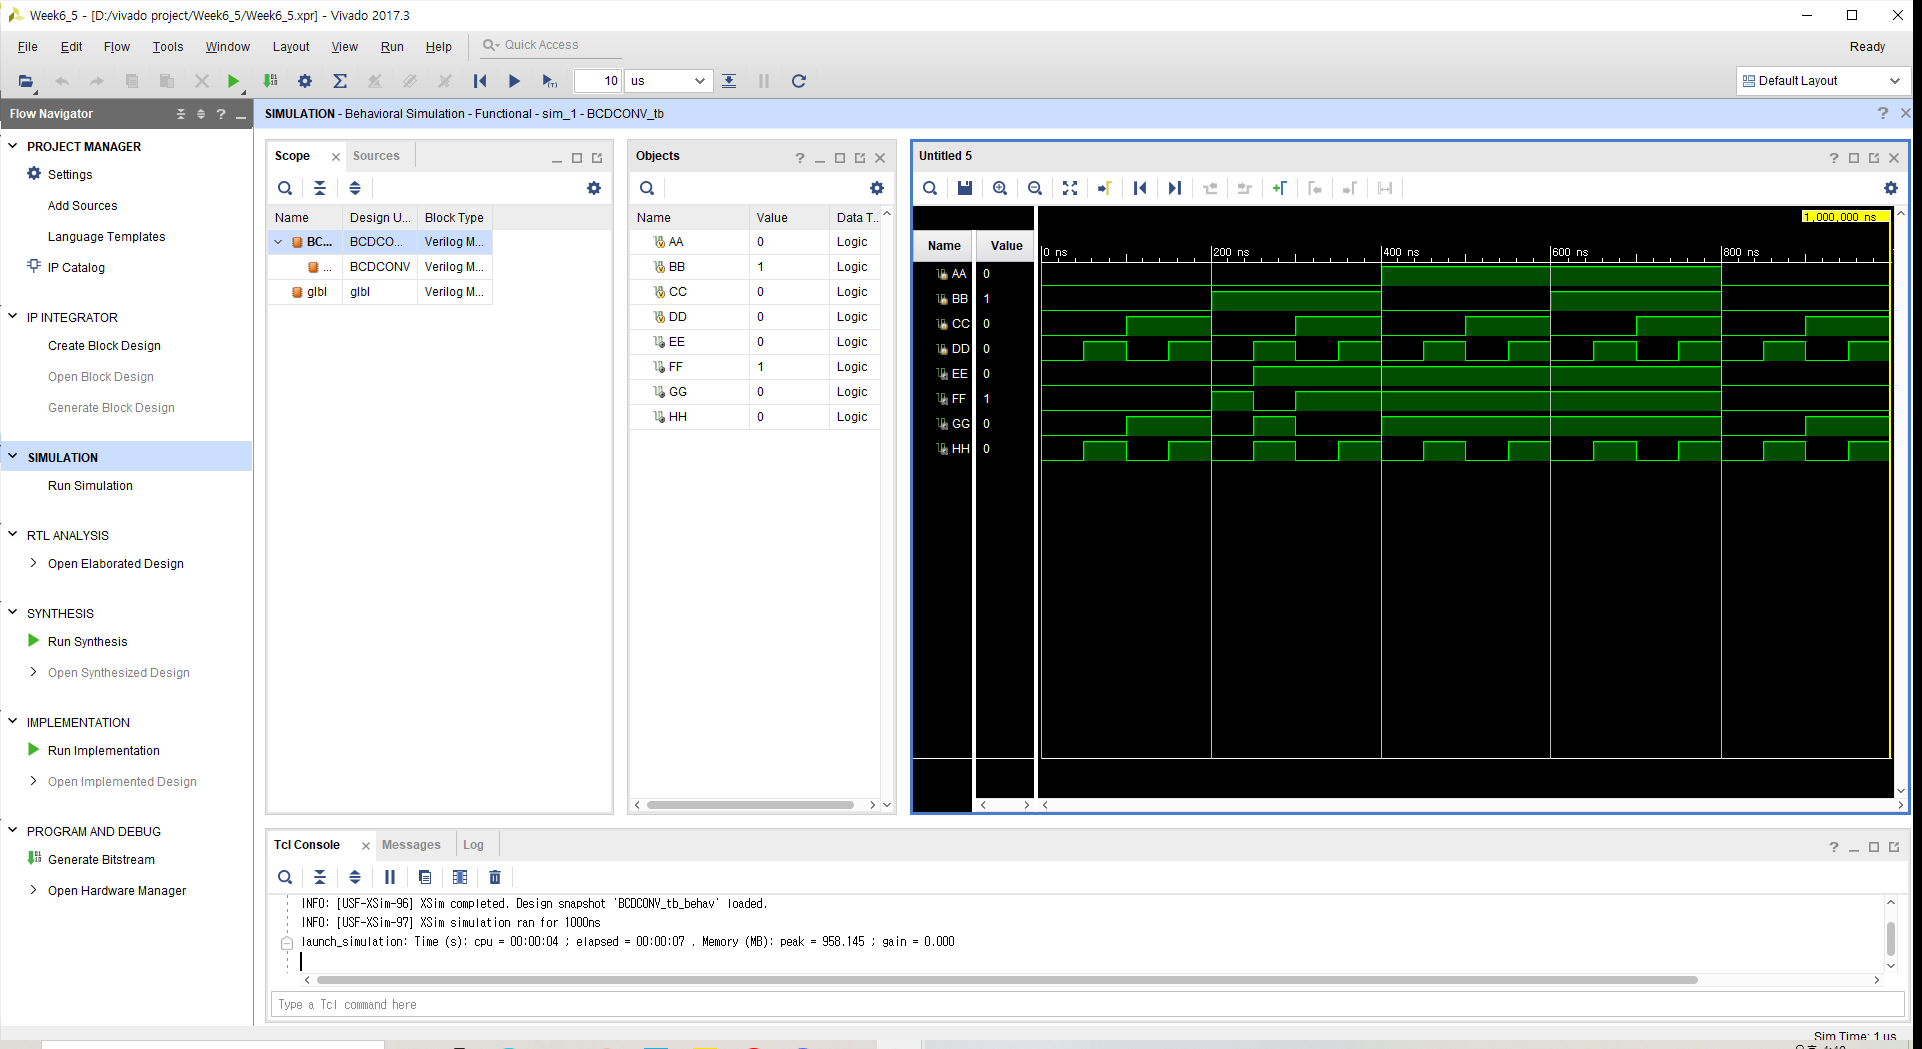 Week6_5 - [D:/vivado project/Week6_5/Week6_5.xpr] - Vivado 2017.3
File Edit Flow Tools Window Layout View Run Help Quick Access Ready
10 us Default Layout
Flow Navigator
PROJECT MANAGER
Settings
Add Sources
Language Templates
IP Catalog
IP INTEGRATOR
Create Block Design
Open Block Design
Generate Block Design
SIMULATION
Run Simulation
RTL ANALYSIS
Open Elaborated Design
SYNTHESIS
Run Synthesis
Open Synthesized Design
IMPLEMENTATION
Run Implementation
Open Implemented Design
PROGRAM AND DEBUG
Generate Bitstream
Open Hardware Manager
SIMULATION - Behavioral Simulation - Functional - sim_1 - BCDCONV_tb
Scope Sources
Name Design U... Block Type
BC... BCDCO... Verilog M...
... BCDCONV Verilog M...
glbl glbl Verilog M...
Objects
Name Value Data T..
AA 0 Logic
BB 1 Logic
CC 0 Logic
DD 0 Logic
EE 0 Logic
FF 1 Logic
GG 0 Logic
HH 0 Logic
Untitled 5
1,000,000 ns
Name Value 0 ns 200 ns 400 ns 600 ns 800 ns
AA 0
BB 1
CC 0
DD 0
EE 0
FF 1
GG 0
HH 0
Tcl Console Messages Log
INFO: [USF-XSim-96] XSim completed. Design snapshot 'BCDCONV_tb_behav' loaded.
INFO: [USF-XSim-97] XSim simulation ran for 1000ns
launch_simulation: Time (s): cpu = 00:00:04 ; elapsed = 00:00:07 . Memory (MB): peak = 958.145 ; gain = 0.000
Type a Tcl command here
Sim Time: 1 us